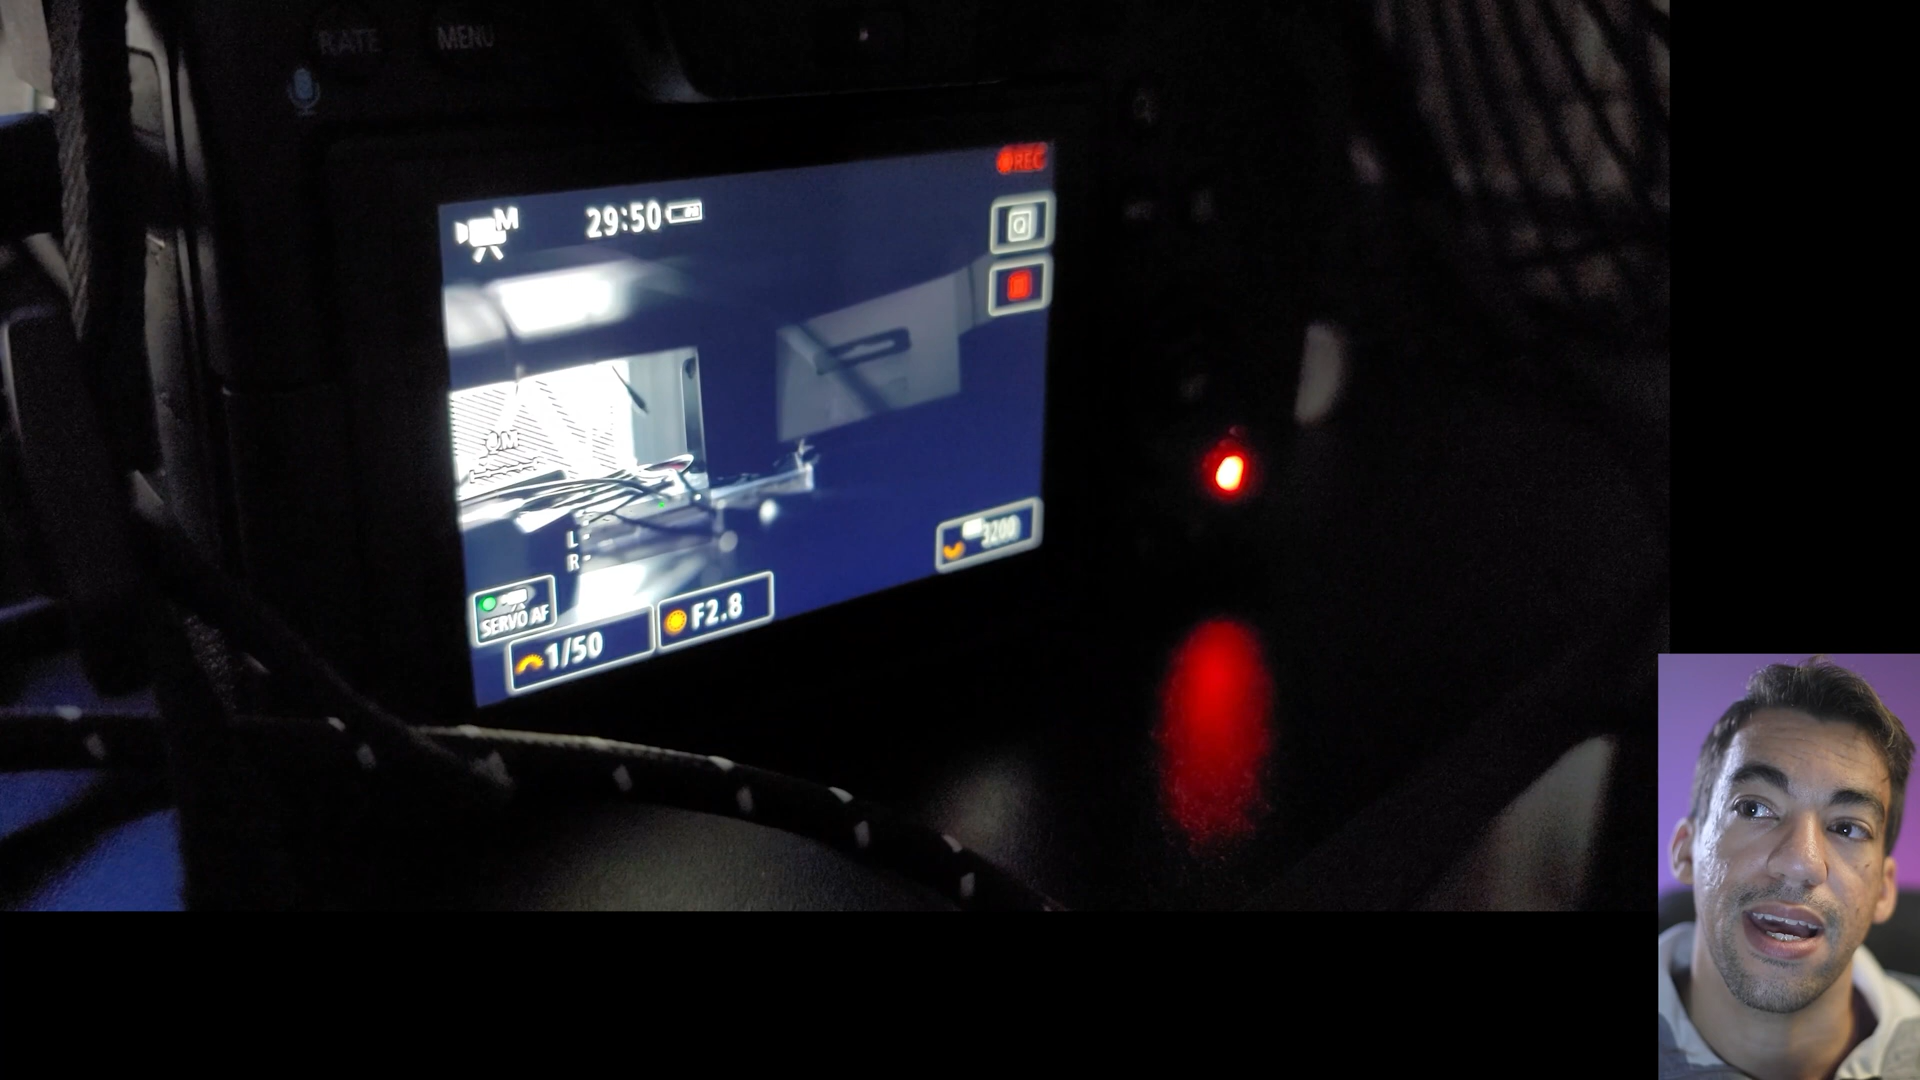 RATE MENU
REC
M 29:50
Q
M
L
R
3200
SERVO AF
1/50 F2.8